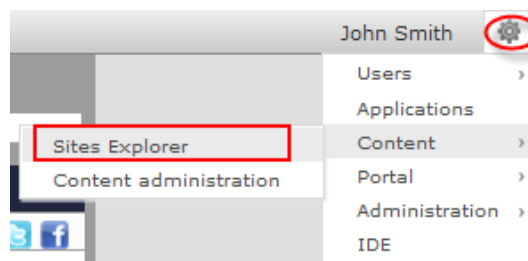 John Smith
Users
Applications
Content
Sites Explorer
Content administration
Portal
Administration
IDE